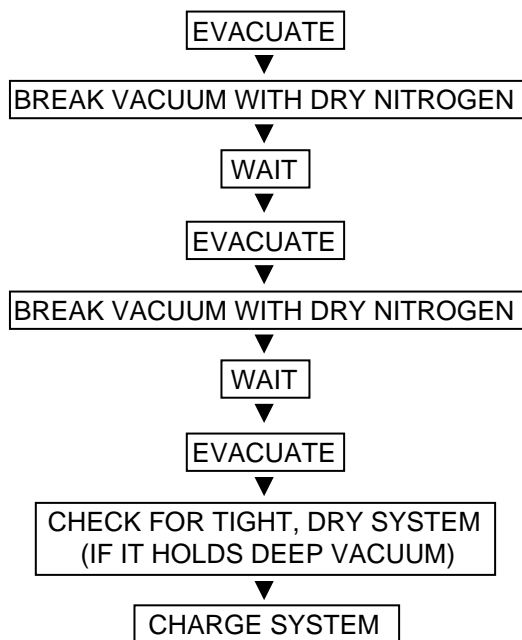 EVACUATE
BREAK VACUUM WITH DRY NITROGEN
WAIT
EVACUATE
BREAK VACUUM WITH DRY NITROGEN
WAIT
EVACUATE
CHECK FOR TIGHT, DRY SYSTEM
(IF IT HOLDS DEEP VACUUM)
CHARGE SYSTEM